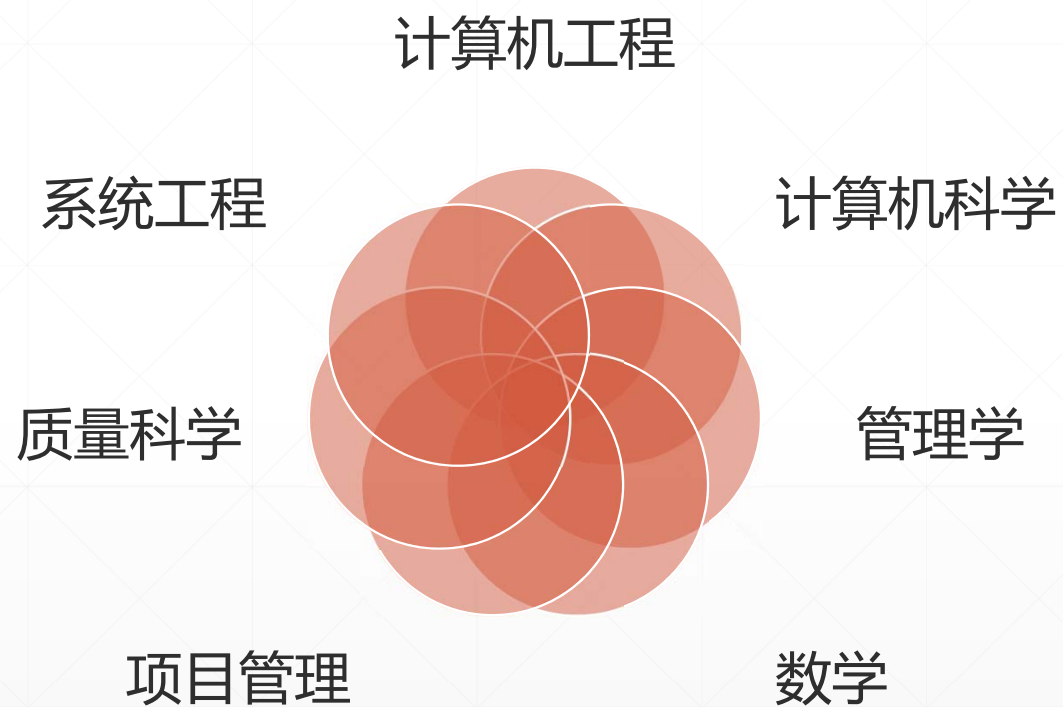 计算机工程
系统工程
计算机科学
质量科学
管理学
项目管理
数学